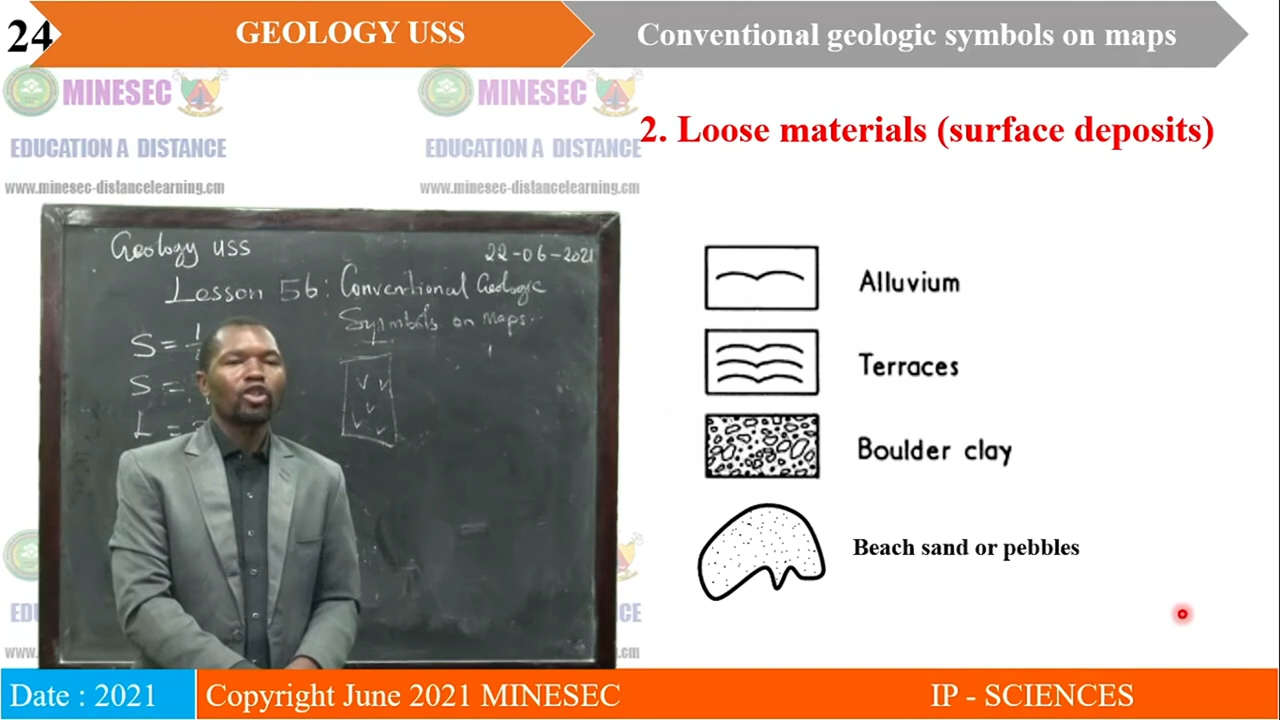 24
GEOLOGY USS
Conventional geologic symbols on maps
MINESEC
MINESEC
EDUCATION A DISTANCE
EDUCATION A DISTANCE
www.minesec-distancelearning.cm
www.minesec-distancelearning.cm
2. Loose materials (surface deposits)
Geology USS
22-06-2021
Lesson 56: Conventional Geologic
Symbols on Maps.
S =
S =
L =
Alluvium
Terraces
Boulder clay
Beach sand or pebbles
Date : 2021
Copyright June 2021 MINESEC
IP - SCIENCES